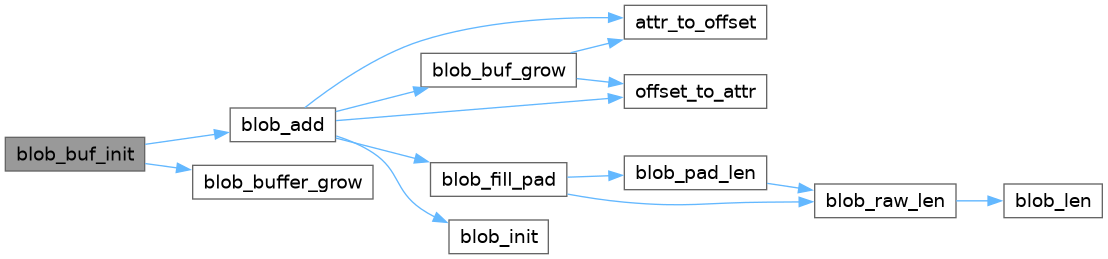 attr_to_offset
blob_buf_grow
offset_to_attr
blob_add
blob_buf_init
blob_buffer_grow
blob_fill_pad
blob_pad_len
blob_raw_len
blob_len
blob_init